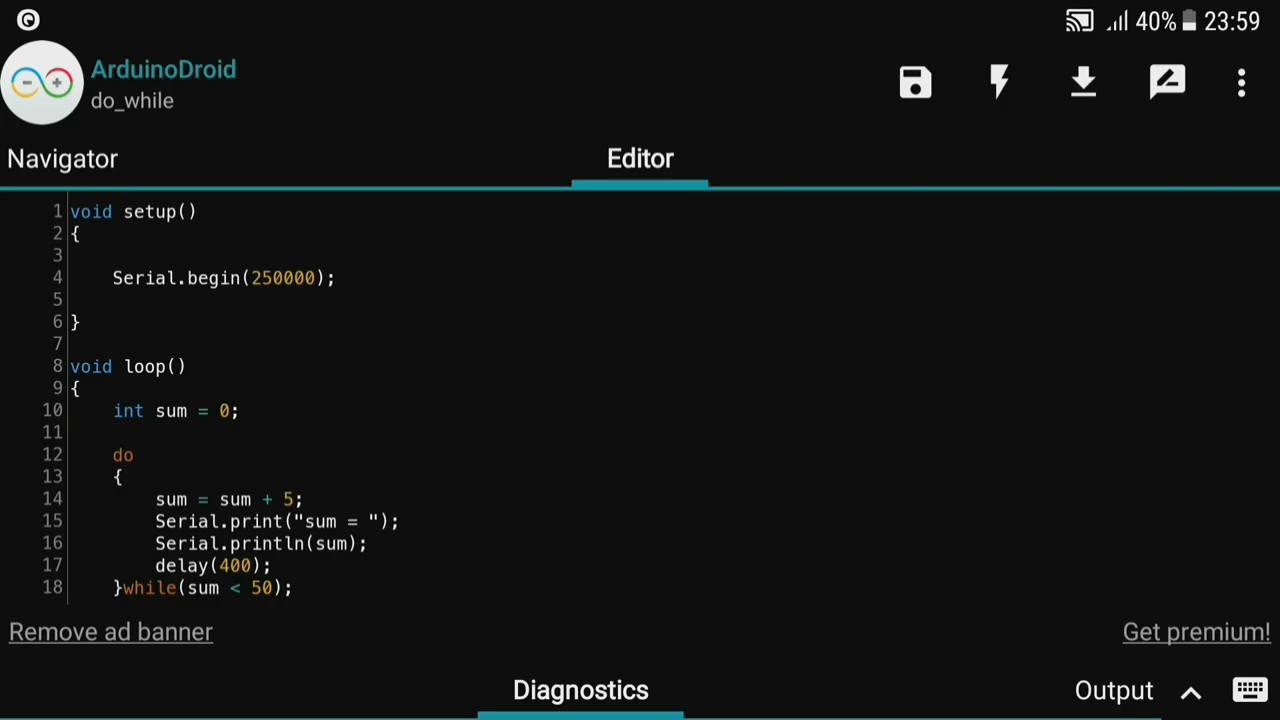 40% 23:59
ArduinoDroid
do_while
Navigator Editor
1 void setup()
2 {
3
4     Serial.begin(250000);
5
6 }
7
8 void loop()
9 {
10     int sum = 0;
11
12     do
13     {
14         sum = sum + 5;
15         Serial.print("sum = ");
16         Serial.println(sum);
17         delay(400);
18     }while(sum < 50);
Remove ad banner Get premium!
Diagnostics Output